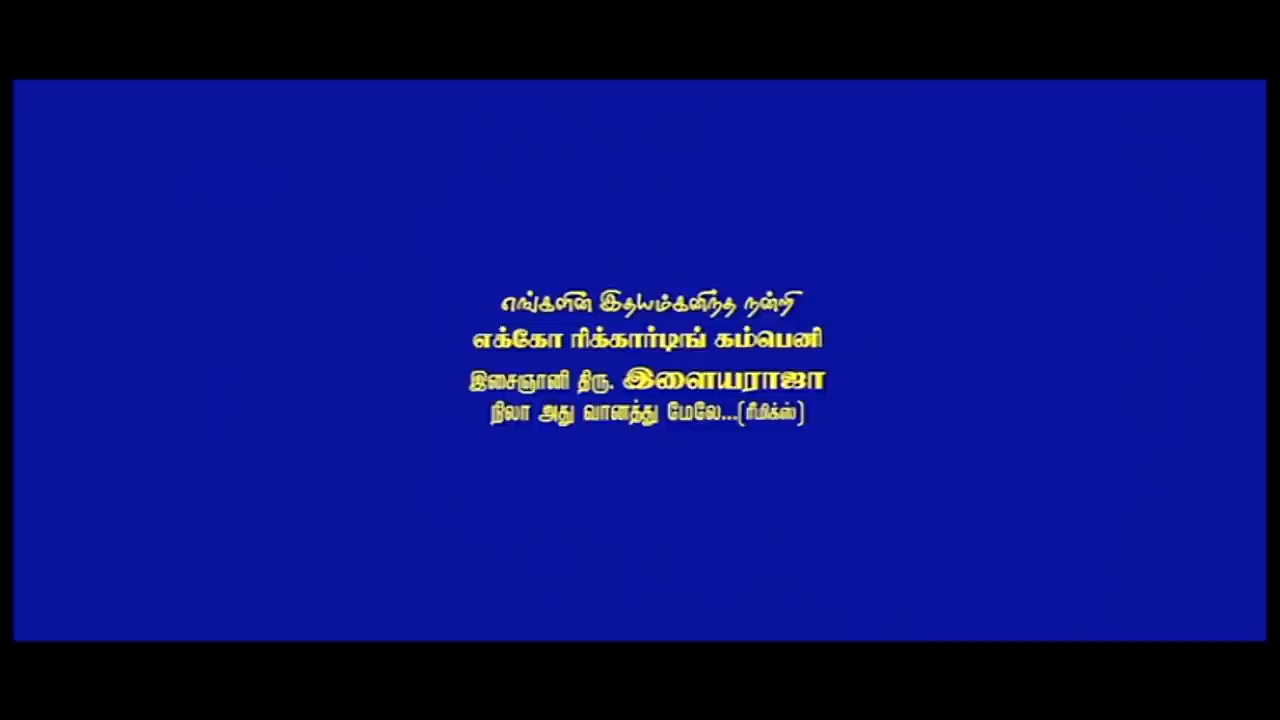 எங்களின் இதயம்கனிந்த நன்றி
எக்கோ ரிக்கார்டிங் கம்பெனி
இசைஞானி திரு. இளையராஜா
நிலா அது வானத்து மேலே...(ரீமிக்ஸ்)